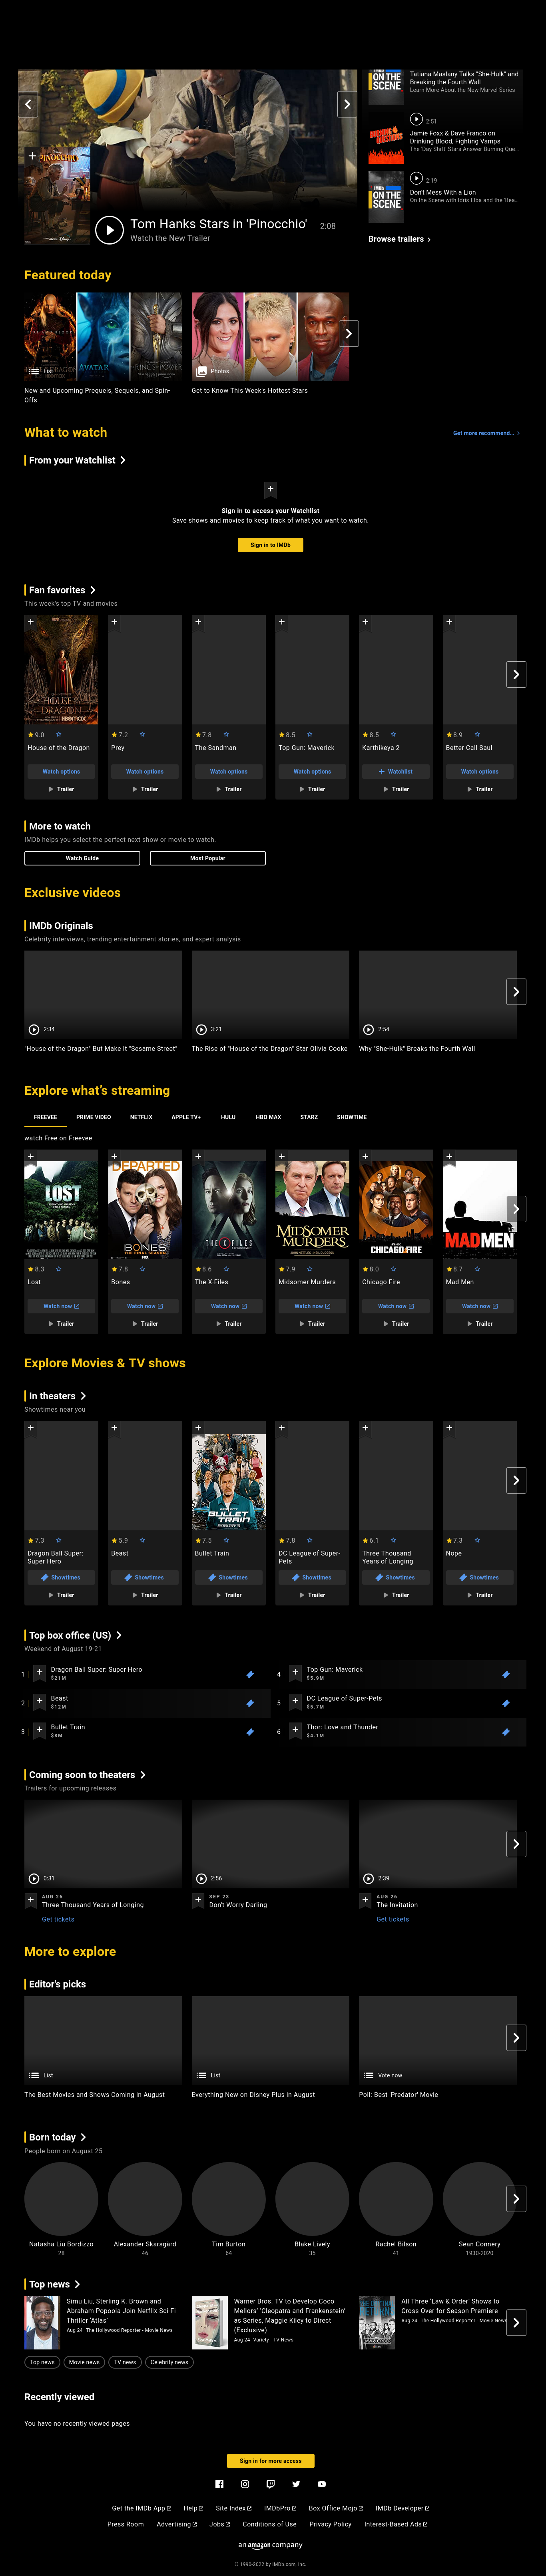 ON THE
SCENE
Tatiana Maslany Talks "She-Hulk" and
Breaking the Fourth Wall
Learn More About the New Marvel Series
2:51
Jamie Foxx & Dave Franco on
Drinking Blood, Fighting Vamps
The 'Day Shift' Stars Answer Burning Que...
2:19
ON THE
SCENE
Don't Mess With a Lion
On the Scene with Idris Elba and the 'Bea...
Browse trailers
PINOCCHIO
Disney+
Tom Hanks Stars in 'Pinocchio'
2:08
Watch the New Trailer
Featured today
AVATAR
List
Photos
New and Upcoming Prequels, Sequels, and Spin-
Offs
Get to Know This Week's Hottest Stars
What to watch
Get more recommend...
From your Watchlist
Sign in to access your Watchlist
Save shows and movies to keep track of what you want to watch.
Sign in to IMDb
Fan favorites
This week's top TV and movies
HOUSE OF THE
DRAGON
HBOMAX
9.0
7.2
7.8
8.5
8.5
8.9
House of the Dragon
Prey
The Sandman
Top Gun: Maverick
Karthikeya 2
Better Call Saul
Watch options
Watch options
Watch options
Watch options
Watchlist
Watch options
Trailer
Trailer
Trailer
Trailer
Trailer
Trailer
More to watch
IMDb helps you select the perfect next show or movie to watch.
Watch Guide
Most Popular
Exclusive videos
IMDb Originals
Celebrity interviews, trending entertainment stories, and expert analysis
2:34
3:21
2:54
"House of the Dragon" But Make It "Sesame Street"
The Rise of "House of the Dragon" Star Olivia Cooke
Why "She-Hulk" Breaks the Fourth Wall
Explore what's streaming
FREEVEE
PRIME VIDEO
NETFLIX
APPLE TV+
HULU
HBO MAX
STARZ
SHOWTIME
watch Free on Freevee
LOST
DEPARTED
BONES
THE FINAL SEASON
THE X FILES
MIDSOMER
MURDERS
CHICAGO FIRE
MADMEN
8.3
7.8
8.6
7.9
8.0
8.7
Lost
Bones
The X-Files
Midsomer Murders
Chicago Fire
Mad Men
Watch now
Watch now
Watch now
Watch now
Watch now
Watch now
Trailer
Trailer
Trailer
Trailer
Trailer
Trailer
Explore Movies & TV shows
In theaters
Showtimes near you
BULLET
TRAIN
7.3
5.9
7.5
7.8
6.1
7.3
Dragon Ball Super:
Super Hero
Beast
Bullet Train
DC League of Super-
Pets
Three Thousand
Years of Longing
Nope
Showtimes
Showtimes
Showtimes
Showtimes
Showtimes
Showtimes
Trailer
Trailer
Trailer
Trailer
Trailer
Trailer
Top box office (US)
Weekend of August 19-21
1
Dragon Ball Super: Super Hero
$21M
2
Beast
$12M
3
Bullet Train
$8M
4
Top Gun: Maverick
$5.9M
5
DC League of Super-Pets
$5.7M
6
Thor: Love and Thunder
$4.1M
Coming soon to theaters
Trailers for upcoming releases
0:31
2:56
2:39
AUG 26
Three Thousand Years of Longing
Get tickets
SEP 23
Don't Worry Darling
AUG 26
The Invitation
Get tickets
More to explore
Editor's picks
List
List
Vote now
The Best Movies and Shows Coming in August
Everything New on Disney Plus in August
Poll: Best 'Predator' Movie
Born today
People born on August 25
Natasha Liu Bordizzo
28
Alexander Skarsgård
46
Tim Burton
64
Blake Lively
35
Rachel Bilson
41
Sean Connery
1930-2020
Top news
Simu Liu, Sterling K. Brown and
Abraham Popoola Join Netflix Sci-Fi
Thriller 'Atlas'
Aug 24 The Hollywood Reporter - Movie News
Warner Bros. TV to Develop Coco
Mellors' 'Cleopatra and Frankenstein'
as Series, Maggie Kiley to Direct
(Exclusive)
Aug 24 Variety - TV News
All Three 'Law & Order' Shows to
Cross Over for Season Premiere
Aug 24 The Hollywood Reporter - Movie News
Top news
Movie news
TV news
Celebrity news
Recently viewed
You have no recently viewed pages
Sign in for more access
Get the IMDb App
Help
Site Index
IMDbPro
Box Office Mojo
IMDb Developer
Press Room
Advertising
Jobs
Conditions of Use
Privacy Policy
Interest-Based Ads
an amazon company
© 1990-2022 by IMDb.com, Inc.